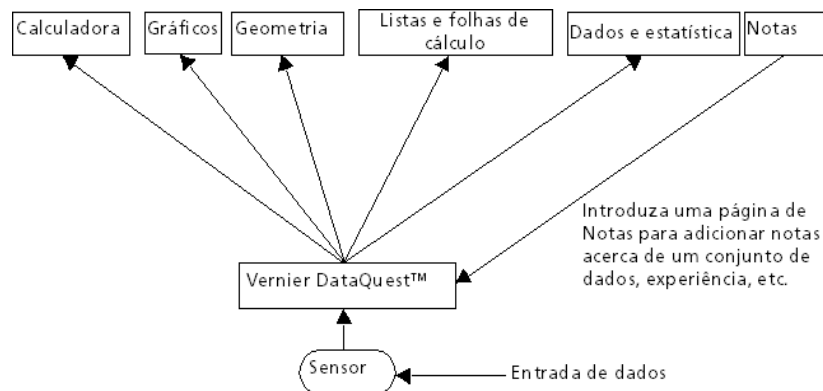 Calculadora
Gráficos
Geometria
Listas e folhas de
cálculo
Dados e estatística
Notas
Introduza uma página de
Notas para adicionar notas
acerca de um conjunto de
dados, experiência, etc.
Vernier DataQuest™
Sensor
Entrada de dados